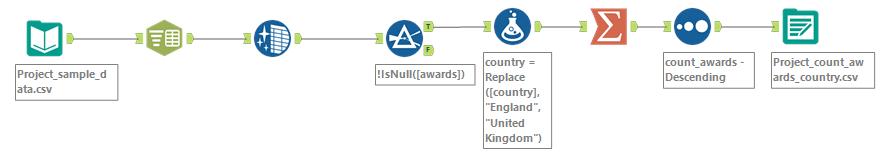 T
F
Project_sample_d
ata.csv
!IsNull([awards])
country =
Replace
([country],
"England",
"United
Kingdom")
count_awards -
Descending
Project_count_aw
ards_country.csv